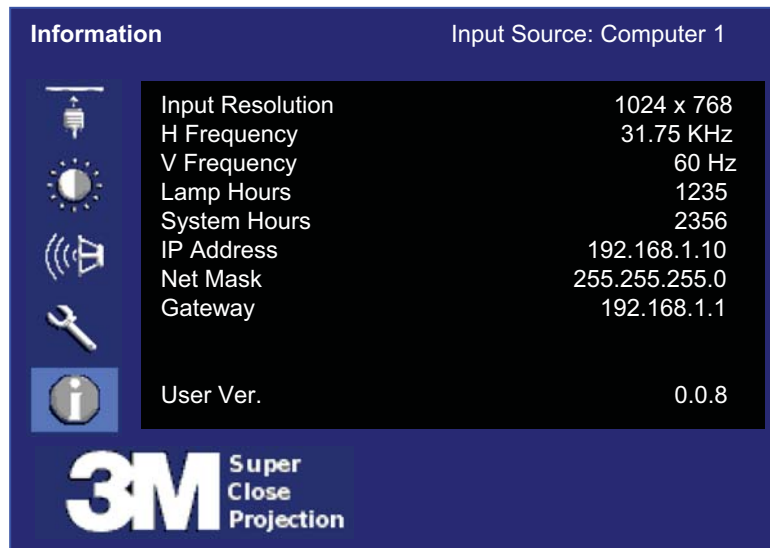 Information Input Source: Computer 1
Input Resolution 1024 x 768
H Frequency 31.75 KHz
V Frequency 60 Hz
Lamp Hours 1235
System Hours 2356
IP Address 192.168.1.10
Net Mask 255.255.255.0
Gateway 192.168.1.1
User Ver. 0.0.8
3M Super
Close
Projection